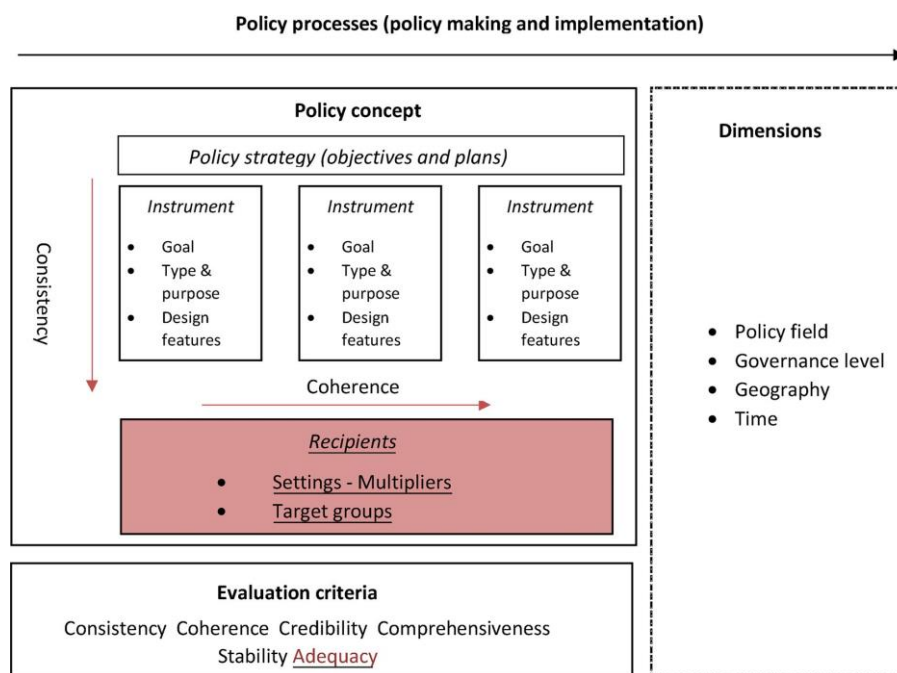 Policy processes (policy making and implementation)
Policy concept
Policy strategy (objectives and plans)
Consistency
Instrument
• Goal
• Type &
purpose
• Design
features
Instrument
• Goal
• Type &
purpose
• Design
features
Instrument
• Goal
• Type &
purpose
• Design
features
Coherence
Recipients
• Settings - Multipliers
• Target groups
Evaluation criteria
Consistency Coherence Credibility Comprehensiveness
Stability Adequacy
Dimensions
• Policy field
• Governance level
• Geography
• Time